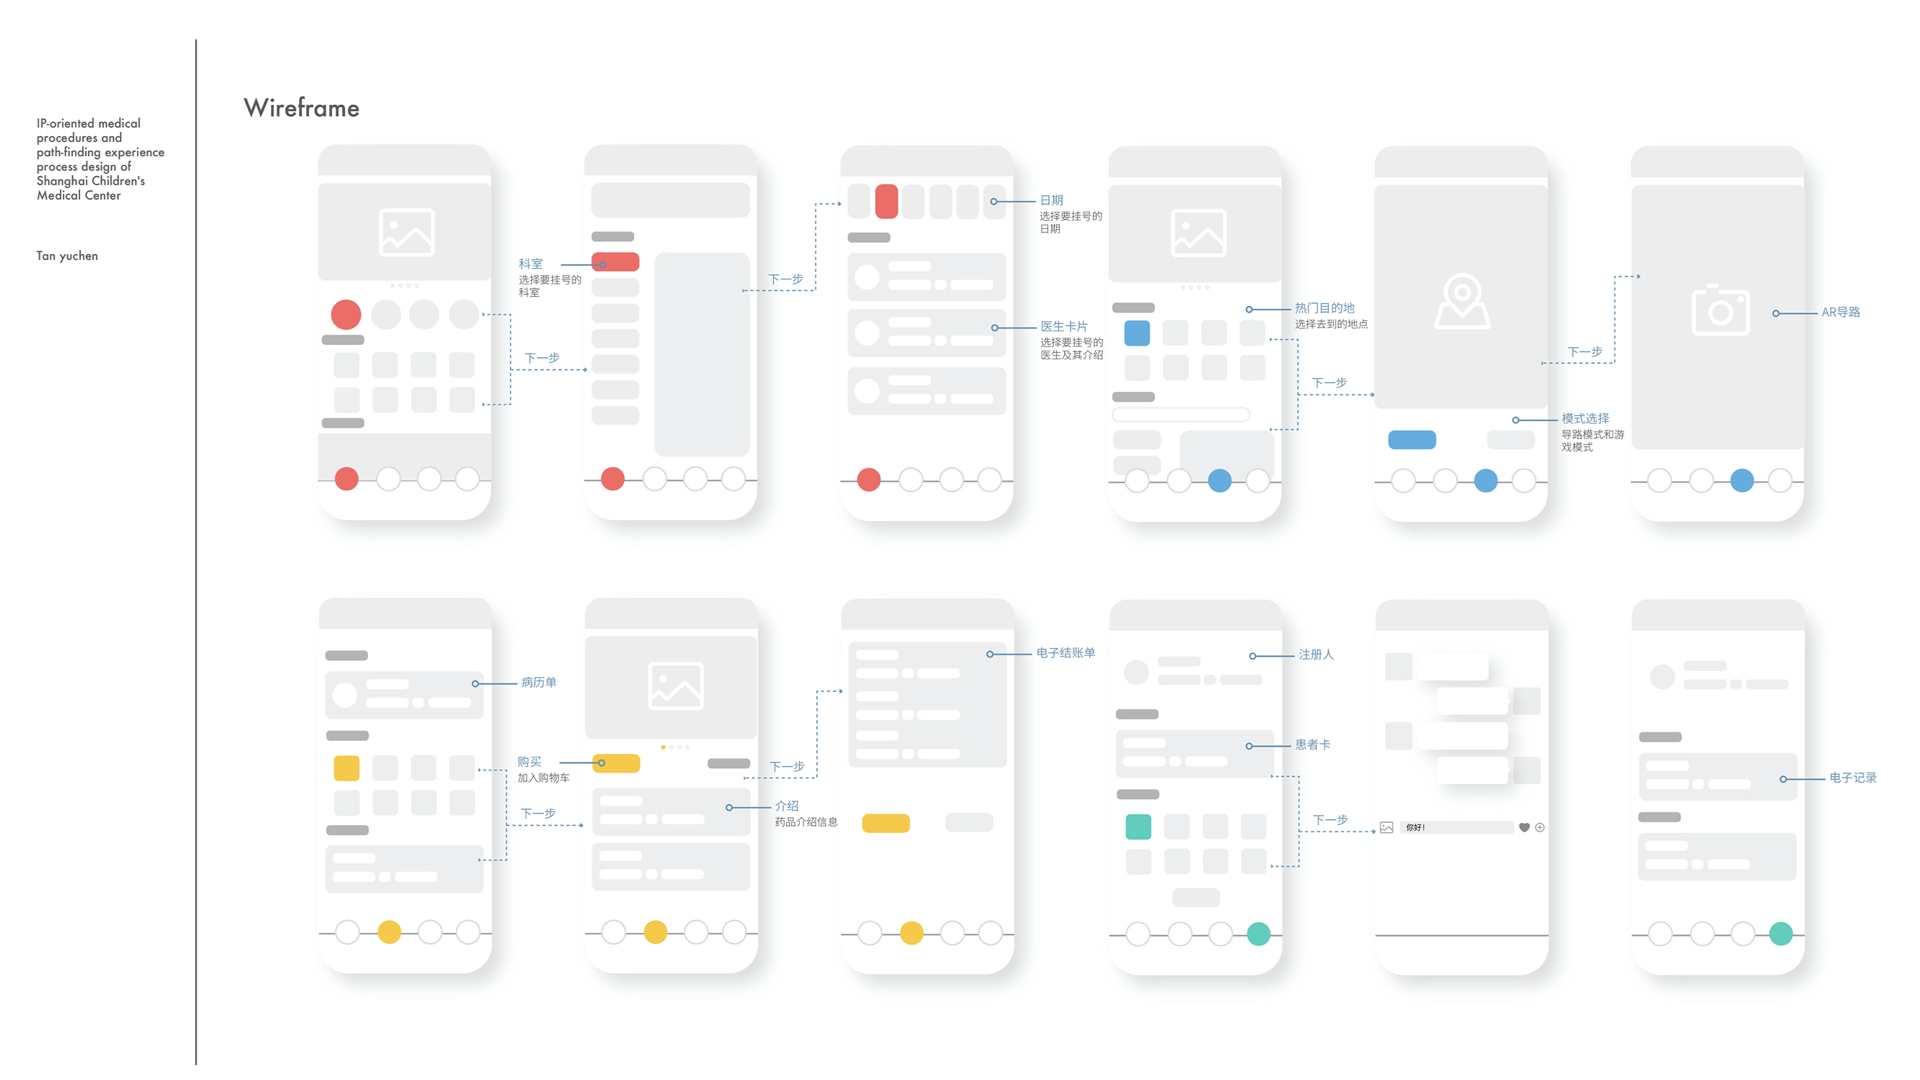 IP-oriented medical
procedures and
path-finding experience
process design of
Shanghai Children's
Medical Center
Tan yuchen
Wireframe
科室
选择要挂号的
科室
下一步
下一步
日期
选择要挂号的
日期
医生卡片
选择要挂号的
医生及其介绍
热门目的地
选择去到的地点
下一步
下一步
模式选择
导路模式和游
戏模式
AR导路
病历单
购买
加入购物车
下一步
下一步
介绍
药品介绍信息
电子结账单
注册人
患者卡
下一步
你好！
电子记录